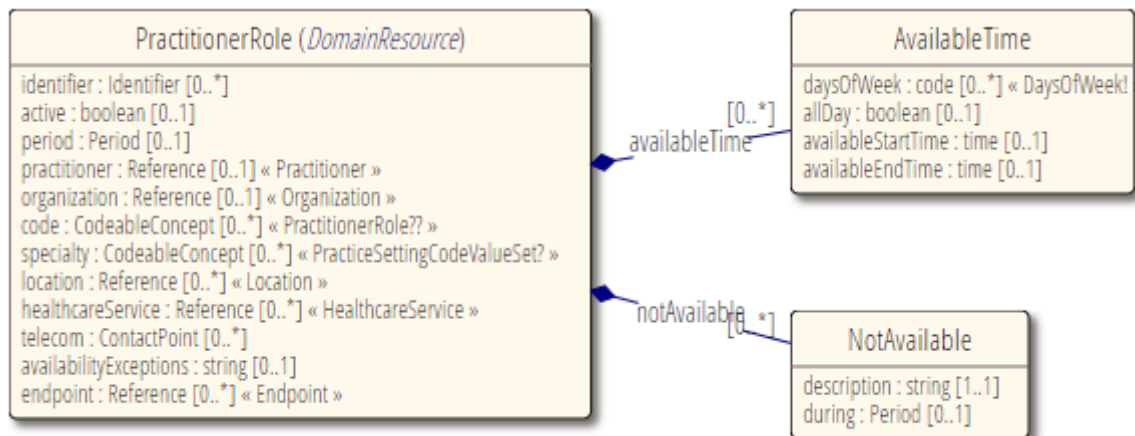 PractitionerRole (DomainResource)
identifier : Identifier [0..*]
active : boolean [0..1]
period : Period [0..1]
practitioner : Reference [0..1] « Practitioner »
organization : Reference [0..1] « Organization »
code : CodeableConcept [0..*] « PractitionerRole?? »
specialty : CodeableConcept [0..*] « PracticeSettingCodeValueSet? »
location : Reference [0..*] « Location »
healthcareService : Reference [0..*] « HealthcareService »
telecom : ContactPoint [0..*]
availabilityExceptions : string [0..1]
endpoint : Reference [0..*] « Endpoint »
[0..*]
availableTime
AvailableTime
daysOfWeek : code [0..*] « DaysOfWeek!
allDay : boolean [0..1]
availableStartTime : time [0..1]
availableEndTime : time [0..1]
notAvailable
[0..*]
NotAvailable
description : string [1..1]
during : Period [0..1]